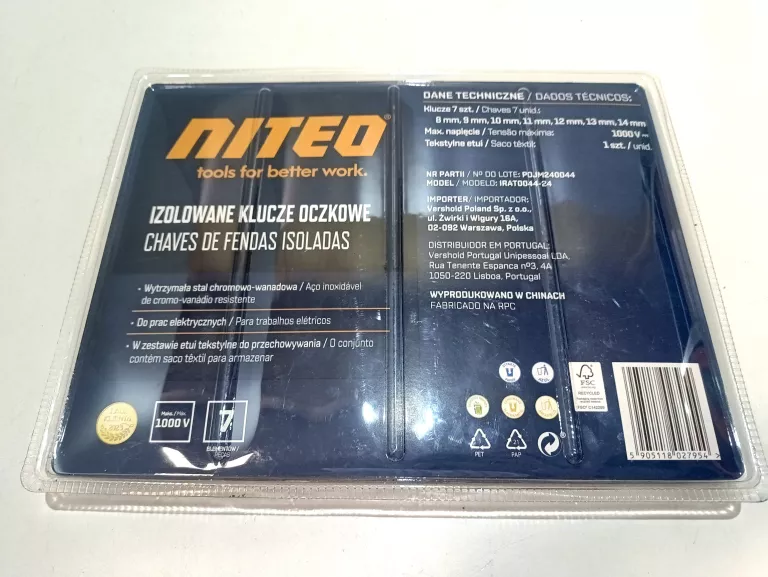 NITEO®
tools for better work.
IZOLOWANE KLUCZE OCZKOWE
CHAVES DE FENDAS ISOLADAS
- Wytrzymała stal chromowo-wanadowa / Aço inoxidável
de cromo-vanádio resistente
- Do prac elektrycznych / Para trabalhos elétricos
- W zestawie etui tekstylne do przechowywania / O conjunto
contém saco têxtil para armazenar
Maks. / Máx.
1000 V
ELEMENTÓW /
DANE TECHNICZNE / DADOS TÉCNICOS:
Klucze 7 szt. / Chaves 7 unid.:
8 mm, 9 mm, 10 mm, 11 mm, 12 mm, 13 mm, 14 mm
Max. napięcie / Tensão máxima: 1000 V
Tekstylne etui / Saco têxtil: 1 szt. / unid.
NR PARTII / Nº DO LOTE: POJM240044
MODEL / MODELO: IRAT0044-24
IMPORTER / IMPORTADOR:
Vershold Poland Sp. z o.o.,
ul. Żwirki i Wigury 16A,
02-092 Warszawa, Polska
DISTRIBUIDOR EM PORTUGAL:
Vershold Portugal Unipessoal LDA,
Rua Tenente Espanca nº3, 4A
1050-220 Lisboa, Portugal
WYPRODUKOWANO W CHINACH
FABRICADO NA RPC
FSC
RECYCLED
PET
PAP
5 905118 027954 >